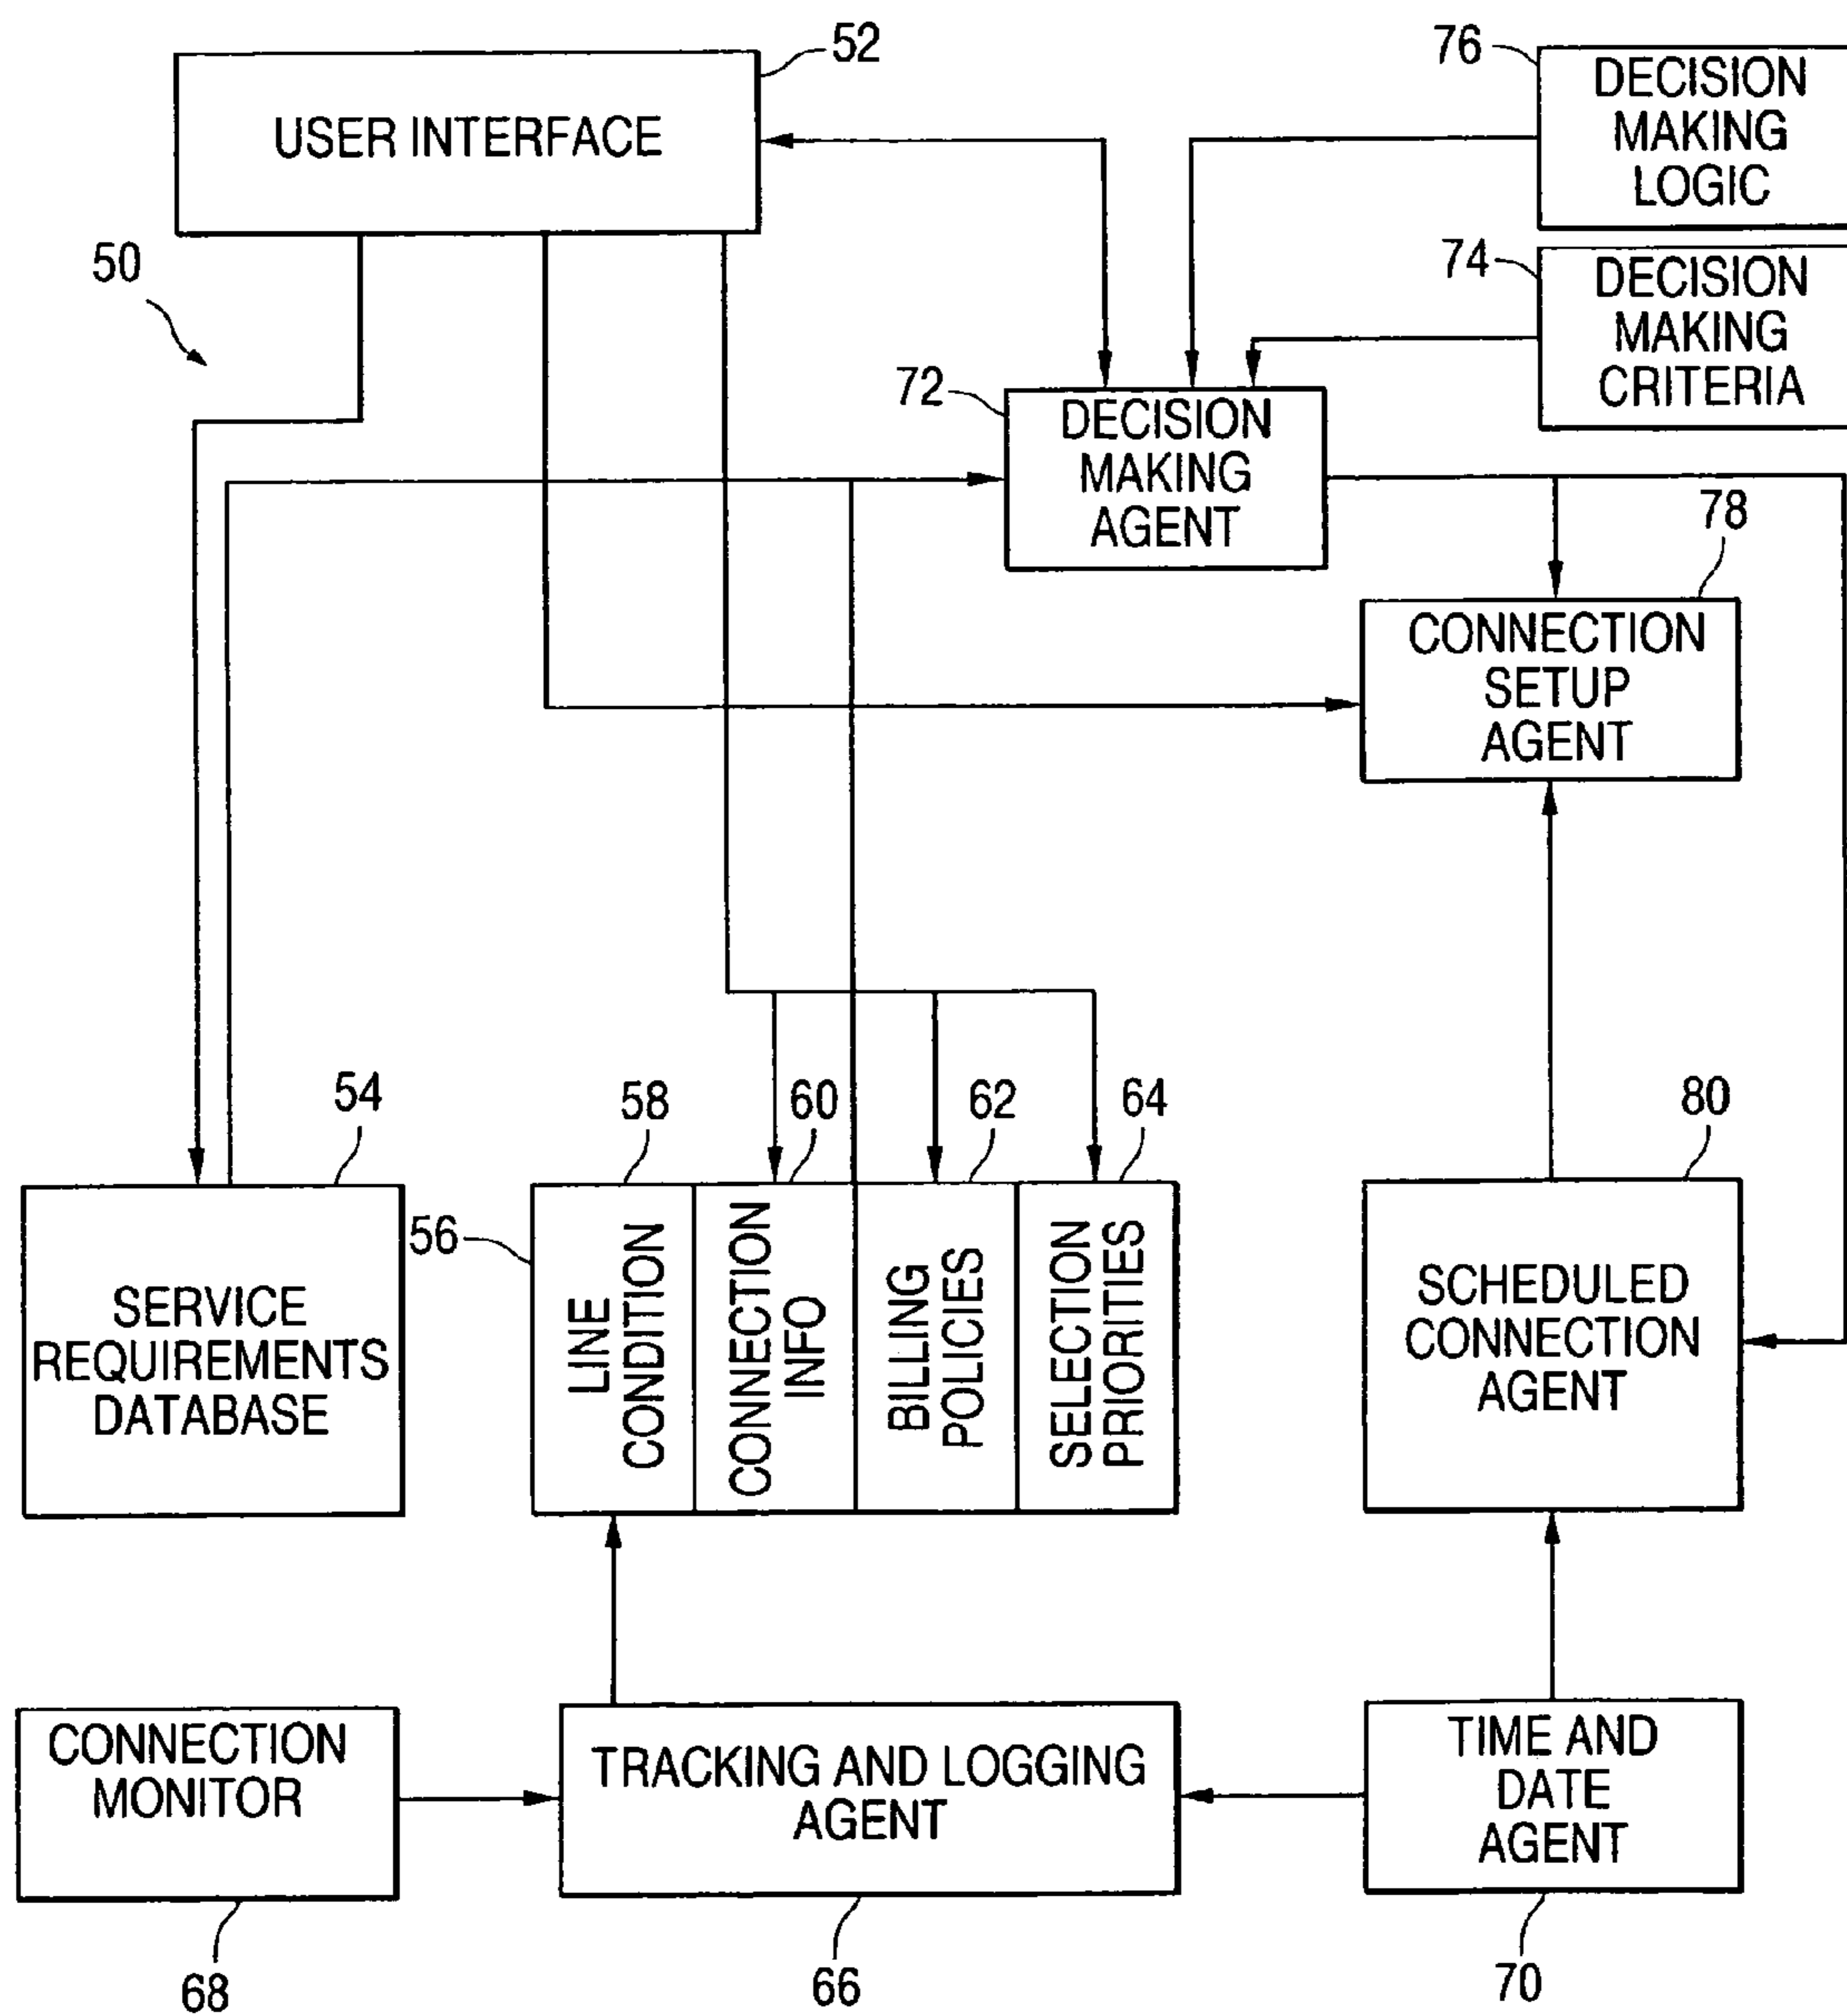 52
USER INTERFACE
76
DECISION
MAKING
LOGIC
50
74
DECISION
MAKING
CRITERIA
72
DECISION
MAKING
AGENT
78
CONNECTION
SETUP
AGENT
54
SERVICE
REQUIREMENTS
DATABASE
56
58
LINE
CONDITION
60
CONNECTION
INFO
62
BILLING
POLICIES
64
SELECTION
PRIORITIES
80
SCHEDULED
CONNECTION
AGENT
CONNECTION
MONITOR
68
TRACKING AND LOGGING
AGENT
66
TIME AND
DATE
AGENT
70